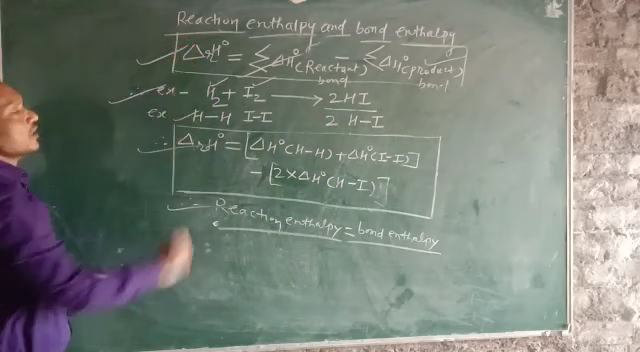 Reaction enthalpy and bond enthalpy
ΔrH° = ΣΔH°(Reactant) bond – ΣΔH°(product) bond
ex – H2 + I2 → 2HI
ex H–H I–I 2 H–I
∴ ΔrH° = [ΔH°(H–H) + ΔH°(I–I)]
– [2×ΔH°(H–I)]
∴ Reaction enthalpy = bond enthalpy